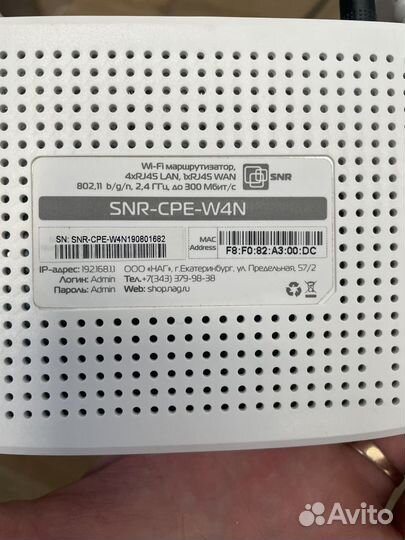 Wi-Fi маршрутизатор,
4xRJ45 LAN, 1xRJ45 WAN
802.11 b/g/n, 2,4 ГГц, до 300 Мбит/с
SNR
SNR-CPE-W4N
SN: SNR-CPE-W4N190801682
MAC Address F8:F0:82:A3:00:DC
IP-адрес: 192.168.1.1 ООО «НАГ», г.Екатеринбург, ул. Предельная, 57/2
Логин: Admin Тел.+7(343) 379-98-38
Пароль: Admin Web: shop.nag.ru
Avito